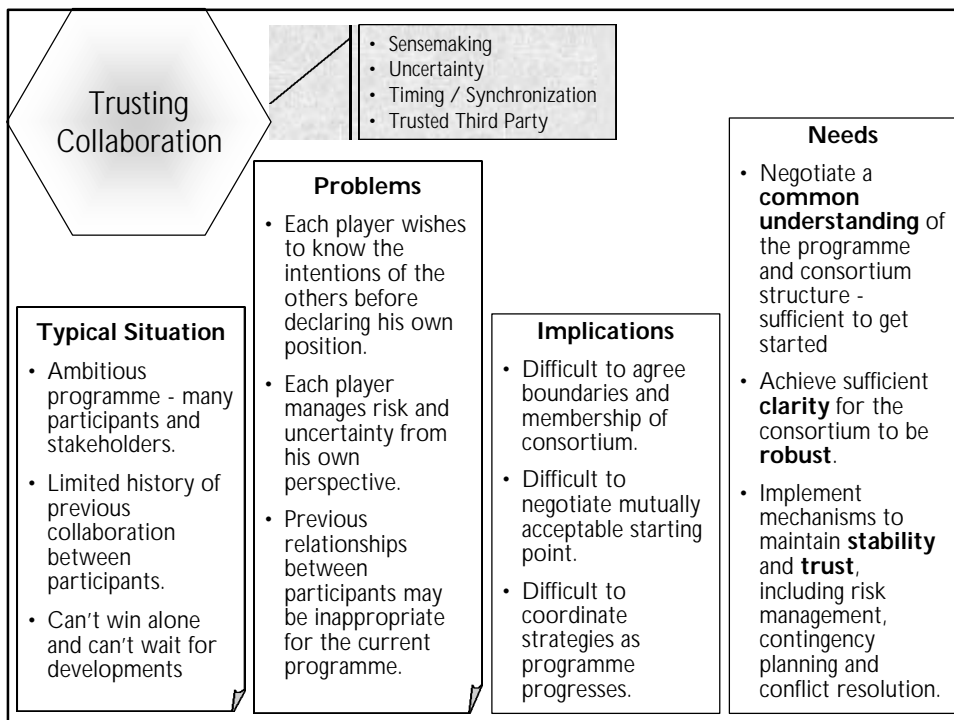 Trusting
Collaboration
• Sensemaking
• Uncertainty
• Timing / Synchronization
• Trusted Third Party
Typical Situation
• Ambitious
programme - many
participants and
stakeholders.
• Limited history of
previous
collaboration
between
participants.
• Can't win alone
and can't wait for
developments
Problems
• Each player wishes
to know the
intentions of the
others before
declaring his own
position.
• Each player
manages risk and
uncertainty from
his own
perspective.
• Previous
relationships
between
participants may
be inappropriate
for the current
programme.
Implications
• Difficult to agree
boundaries and
membership of
consortium.
• Difficult to
negotiate mutually
acceptable starting
point.
• Difficult to
coordinate
strategies as
programme
progresses.
Needs
• Negotiate a
common
understanding of
the programme
and consortium
structure -
sufficient to get
started
• Achieve sufficient
clarity for the
consortium to be
robust.
• Implement
mechanisms to
maintain stability
and trust,
including risk
management,
contingency
planning and
conflict resolution.